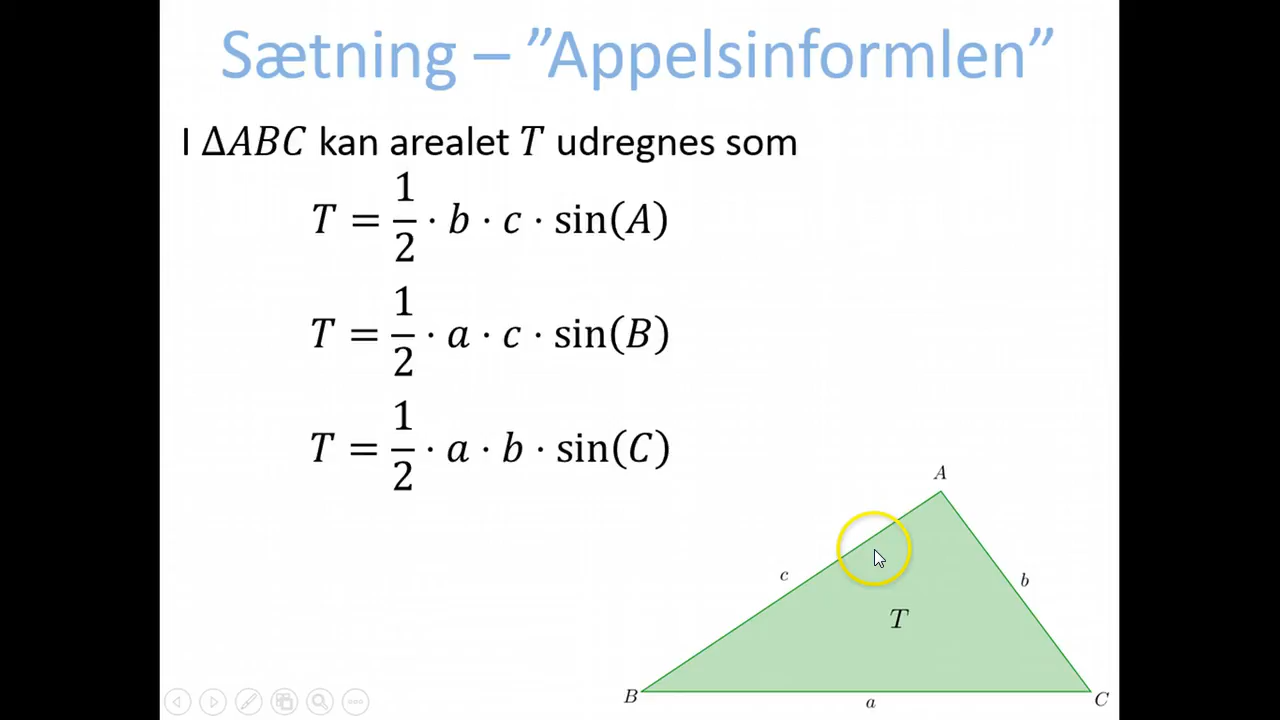 Sætning – ”Appelsinformlen”
I ΔABC kan arealet T udregnes som
T = 1/2 · b · c · sin(A)
T = 1/2 · a · c · sin(B)
T = 1/2 · a · b · sin(C)
A
c
b
T
B
C
a